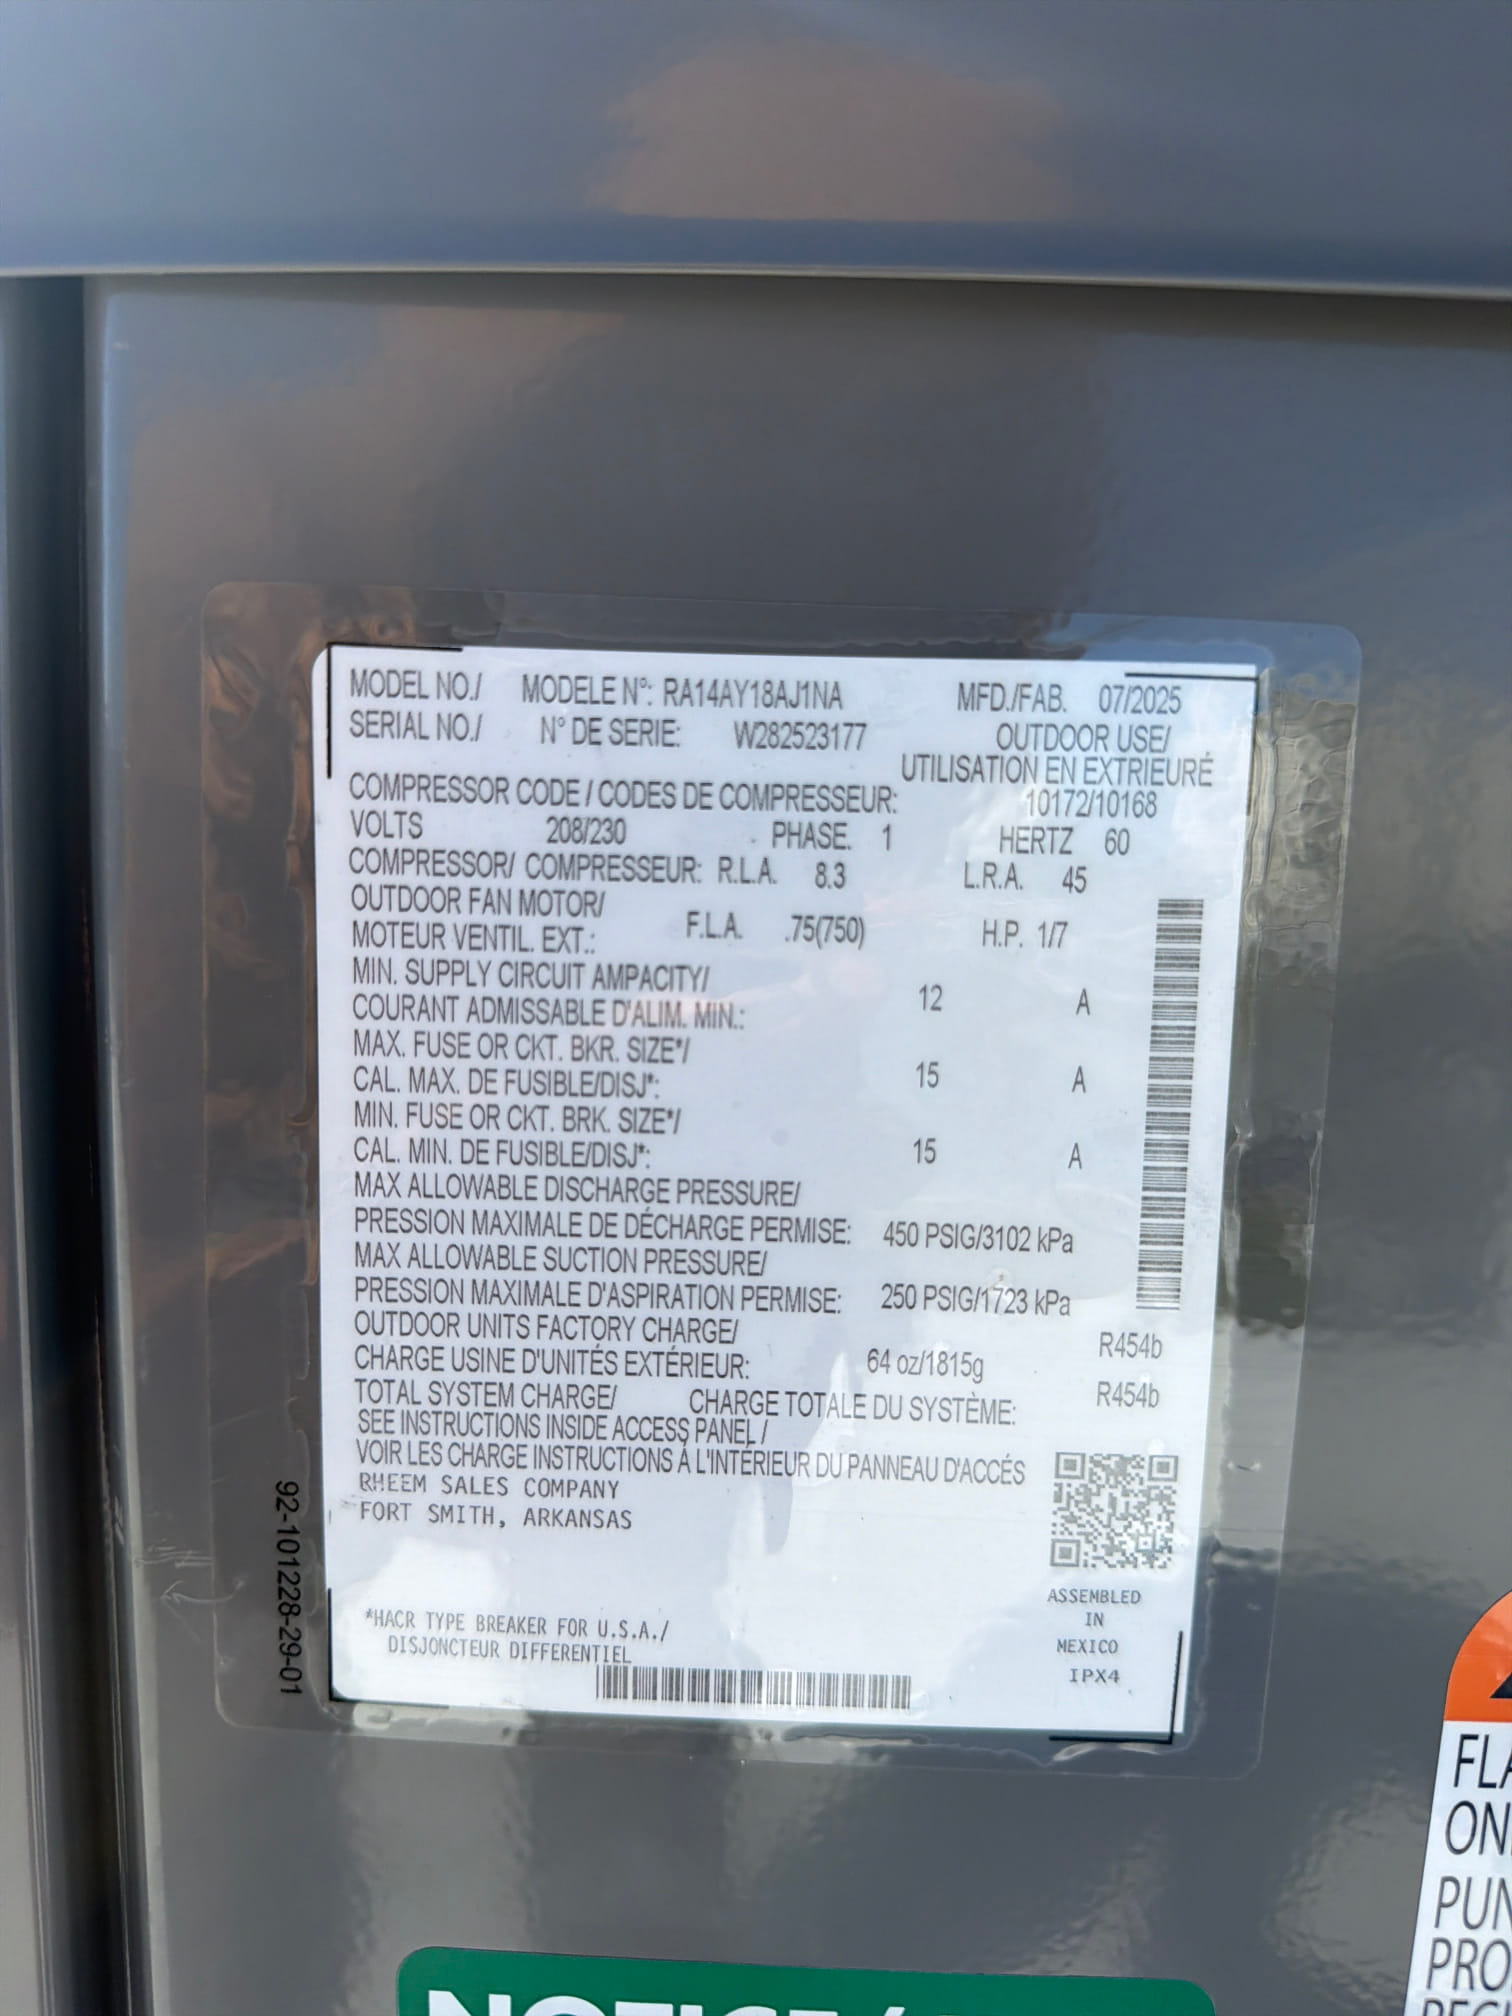 MODEL NO./ MODELE N°: RA14AY18AJ1NA MFD./FAB. 07/2025
SERIAL NO./ N° DE SERIE: W282523177 OUTDOOR USE/
UTILISATION EN EXTRIEURÉ
COMPRESSOR CODE / CODES DE COMPRESSEUR: 10172/10168
VOLTS 208/230 PHASE. 1 HERTZ 60
COMPRESSOR/ COMPRESSEUR: R.L.A. 8.3 L.R.A. 45
OUTDOOR FAN MOTOR/
MOTEUR VENTIL. EXT.: F.L.A. .75(750) H.P. 1/7
MIN. SUPPLY CIRCUIT AMPACITY/
COURANT ADMISSABLE D'ALIM. MIN.: 12 A
MAX. FUSE OR CKT. BKR. SIZE*/
CAL. MAX. DE FUSIBLE/DISJ*: 15 A
MIN. FUSE OR CKT. BRK. SIZE*/
CAL. MIN. DE FUSIBLE/DISJ*: 15 A
MAX ALLOWABLE DISCHARGE PRESSURE/
PRESSION MAXIMALE DE DÉCHARGE PERMISE: 450 PSIG/3102 kPa
MAX ALLOWABLE SUCTION PRESSURE/
PRESSION MAXIMALE D'ASPIRATION PERMISE: 250 PSIG/1723 kPa
OUTDOOR UNITS FACTORY CHARGE/
CHARGE USINE D'UNITÉS EXTÉRIEUR: 64 oz/1815g R454b
TOTAL SYSTEM CHARGE/ CHARGE TOTALE DU SYSTÈME: R454b
SEE INSTRUCTIONS INSIDE ACCESS PANEL /
VOIR LES CHARGE INSTRUCTIONS À L'INTÉRIEUR DU PANNEAU D'ACCÉS
RHEEM SALES COMPANY
FORT SMITH, ARKANSAS
ASSEMBLED
IN
MEXICO
IPX4
*HACR TYPE BREAKER FOR U.S.A./
DISJONCTEUR DIFFERENTIEL
92-101228-29-01
FLA
ON
PUN
PRO
NOTICE/